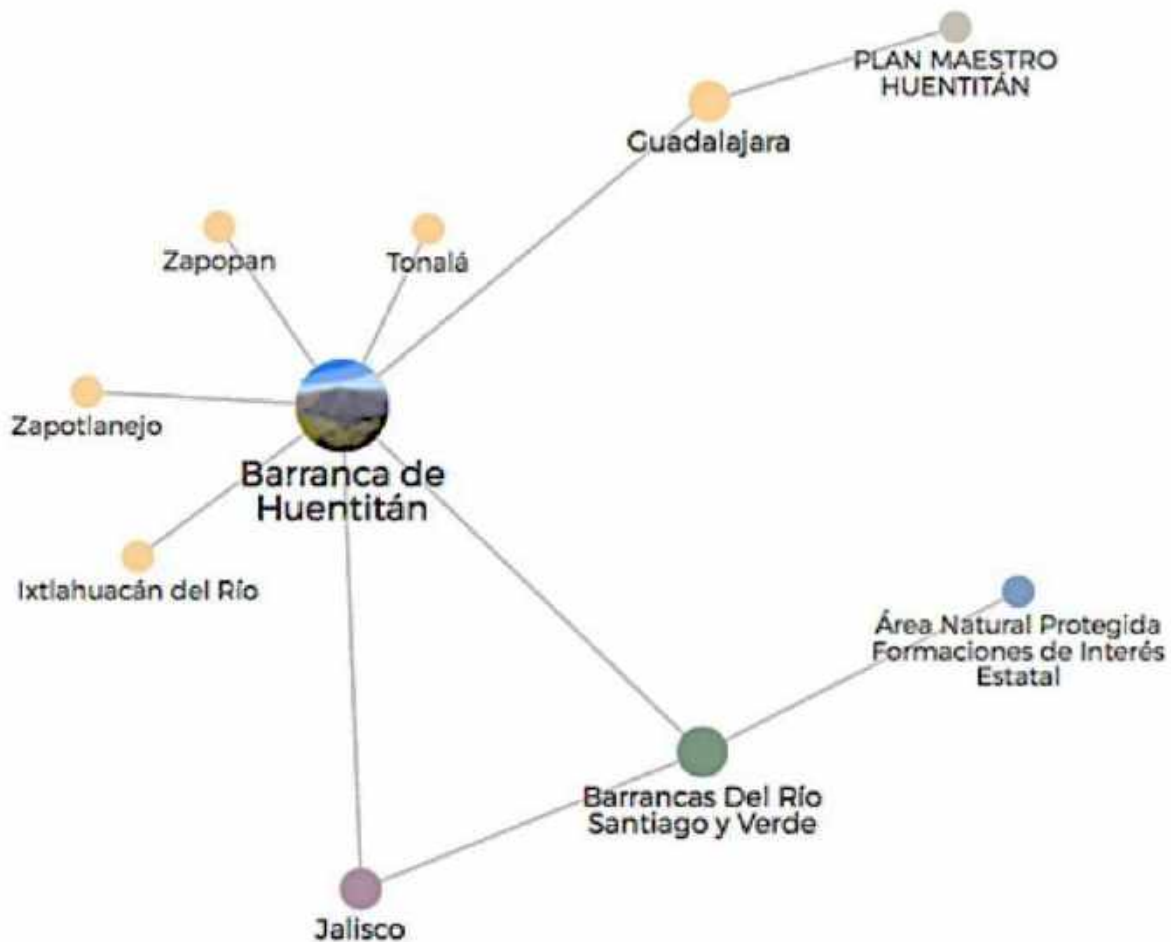 PLAN MAESTRO
HUENTITÁN
Guadalajara
Zapopan
Tonalá
Zapotlanejo
Barranca de
Huentitán
Ixtlahuacán del Río
Área Natural Protegida
Formaciones de Interés
Estatal
Barrancas Del Río
Santiago y Verde
Jalisco